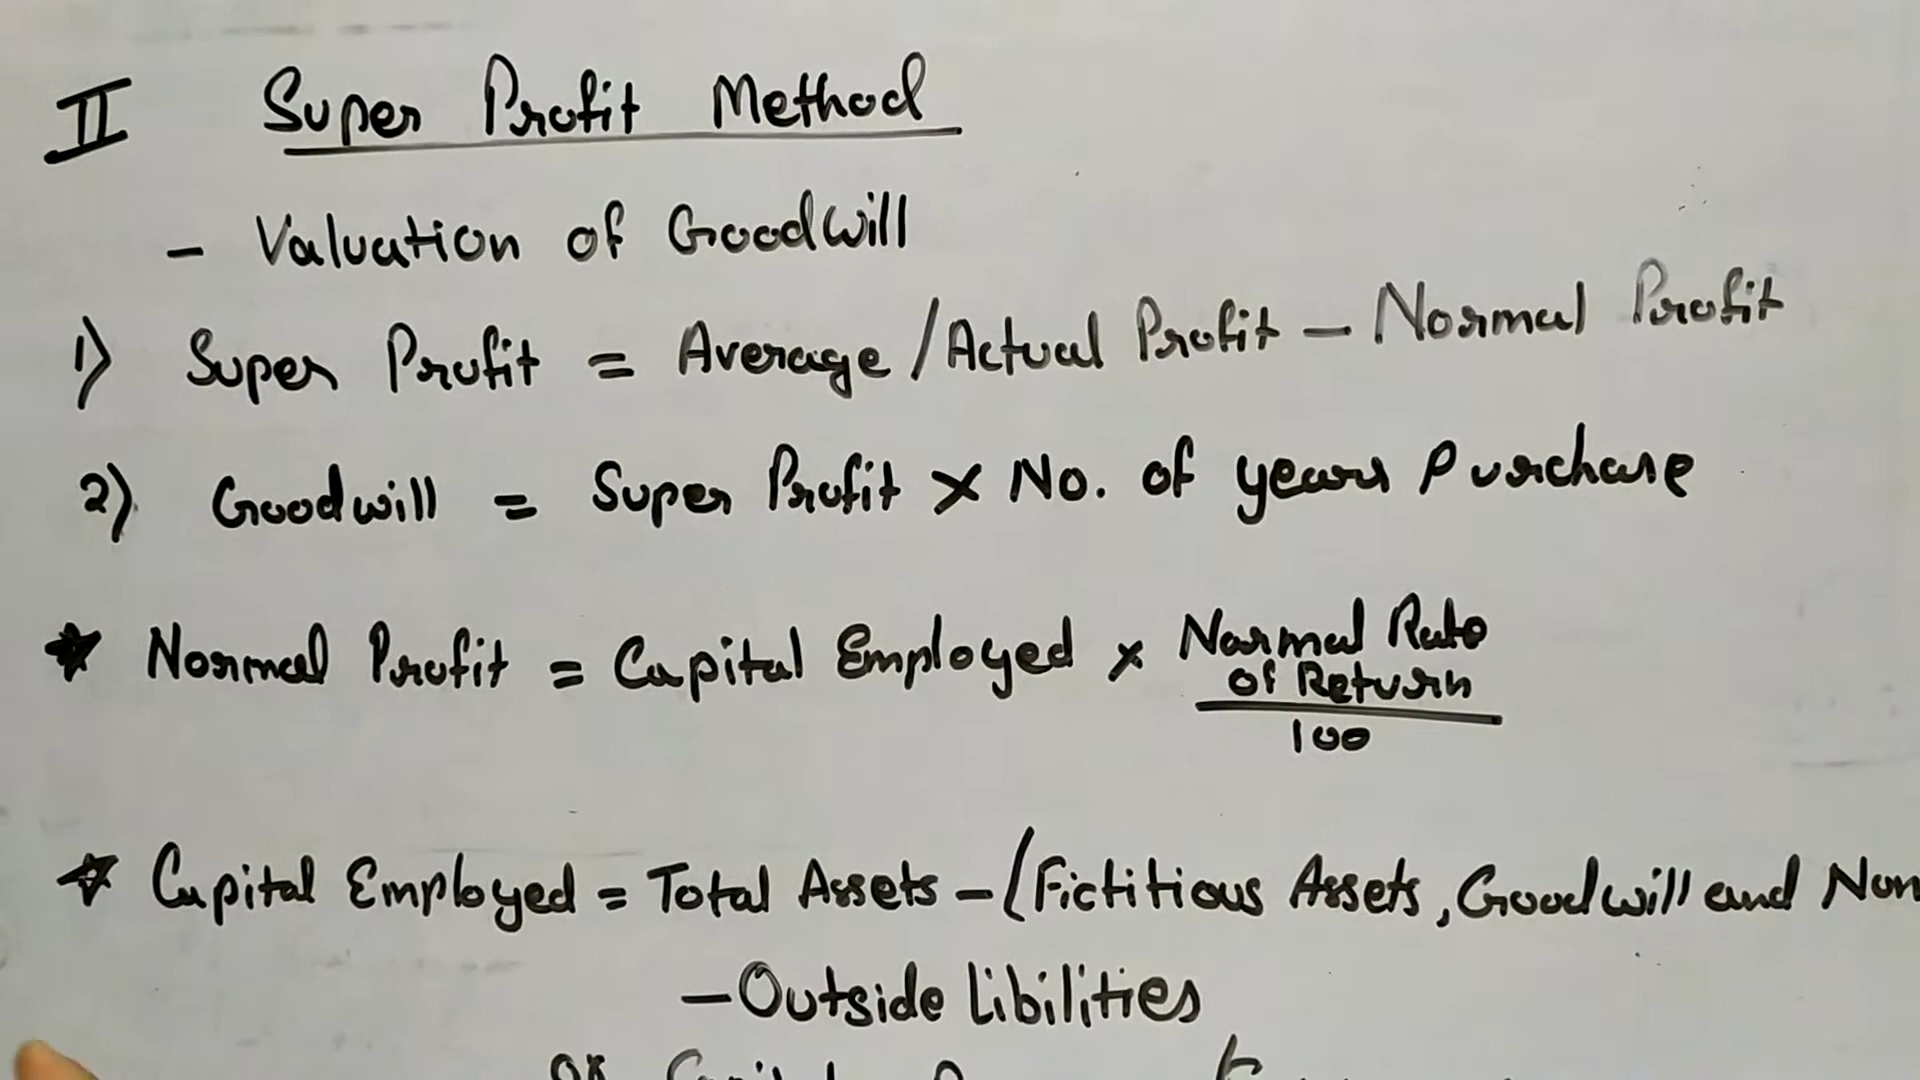 II Super Profit Method
- Valuation of Goodwill
1) Super Profit = Average / Actual Profit - Normal Profit
2) Goodwill = Super Profit × No. of years Purchase
* Normal Profit = Capital Employed × Normal Rate
of Return
100
* Capital Employed = Total Assets - (Fictitious Assets, Goodwill and Non
- Outside Libilities